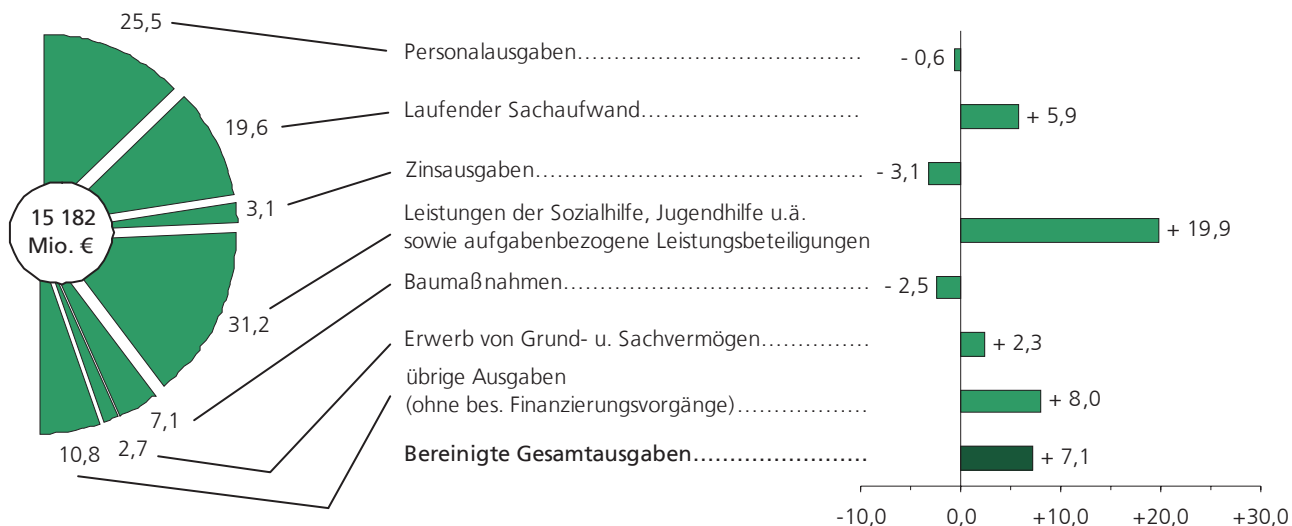 25,5
19,6
3,1
31,2
7,1
2,7
10,8
15 182
Mio. €
Personalausgaben
- 0,6
Laufender Sachaufwand
+ 5,9
Zinsausgaben
- 3,1
Leistungen der Sozialhilfe, Jugendhilfe u.ä.
sowie aufgabenbezogene Leistungsbeteiligungen
+ 19,9
Baumaßnahmen
- 2,5
Erwerb von Grund- u. Sachvermögen
+ 2,3
übrige Ausgaben
(ohne bes. Finanzierungsvorgänge)
+ 8,0
Bereinigte Gesamtausgaben
+ 7,1
-10,0 0,0 +10,0 +20,0 +30,0